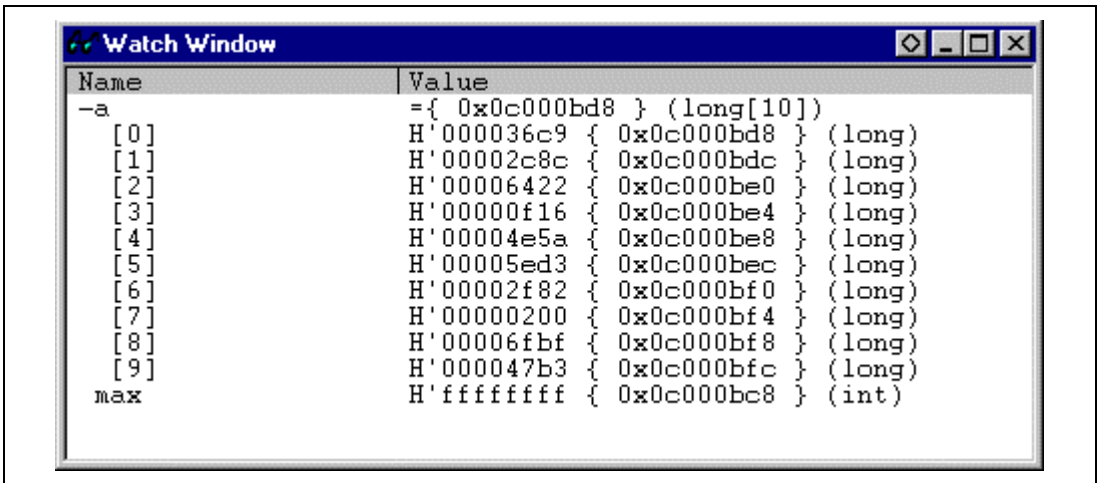 Watch Window
Name Value
-a ={ 0x0c000bd8 } (long[10])
[0] H'000036c9 { 0x0c000bd8 } (long)
[1] H'00002c8c { 0x0c000bdc } (long)
[2] H'00006422 { 0x0c000be0 } (long)
[3] H'00000f16 { 0x0c000be4 } (long)
[4] H'00004e5a { 0x0c000be8 } (long)
[5] H'00005ed3 { 0x0c000bec } (long)
[6] H'00002f82 { 0x0c000bf0 } (long)
[7] H'00000200 { 0x0c000bf4 } (long)
[8] H'00006fbf { 0x0c000bf8 } (long)
[9] H'000047b3 { 0x0c000bfc } (long)
max H'ffffffff { 0x0c000bc8 } (int)